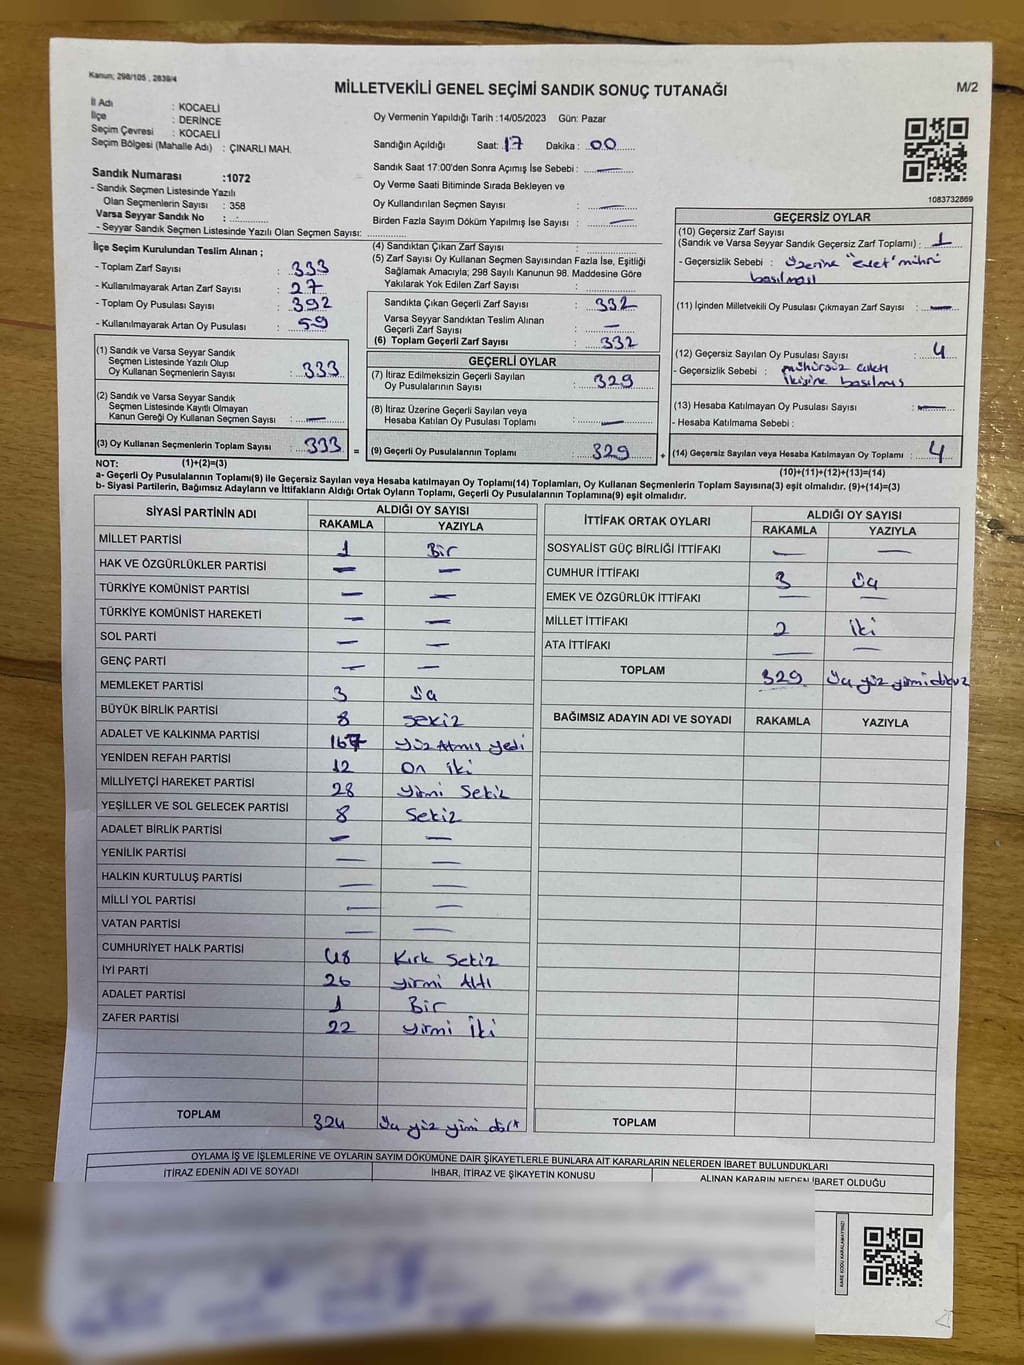 Kanun; 298/105 , 2839/4
MİLLETVEKİLİ GENEL SEÇİMİ SANDIK SONUÇ TUTANAĞI
M/2
İl Adı : KOCAELİ
İlçe : DERİNCE
Seçim Çevresi : KOCAELİ
Seçim Bölgesi (Mahalle Adı) : ÇINARLI MAH.
Oy Vermenin Yapıldığı Tarih :14/05/2023 Gün: Pazar
Sandığın Açıldığı Saat: 17 Dakika : 00
Sandık Saat 17:00'den Sonra Açımış İse Sebebi : —
Oy Verme Saati Bitiminde Sırada Bekleyen ve
Oy Kullandırılan Seçmen Sayısı : —
Birden Fazla Sayım Döküm Yapılmış İse Sayısı : —
1083732869
Sandık Numarası :1072
- Sandık Seçmen Listesinde Yazılı
Olan Seçmenlerin Sayısı : 358
Varsa Seyyar Sandık No :
- Seyyar Sandık Seçmen Listesinde Yazılı Olan Seçmen Sayısı:
İlçe Seçim Kurulundan Teslim Alınan ;
- Toplam Zarf Sayısı : 333
- Kullanılmayarak Artan Zarf Sayısı : 27
- Toplam Oy Pusulası Sayısı : 392
- Kullanılmayarak Artan Oy Pusulası : 59
(1) Sandık ve Varsa Seyyar Sandık
Seçmen Listesinde Yazılı Olup
Oy Kullanan Seçmenlerin Sayısı : 333
(2) Sandık ve Varsa Seyyar Sandık
Seçmen Listesinde Kayıtlı Olmayan
Kanun Gereği Oy Kullanan Seçmen Sayısı : —
(3) Oy Kullanan Seçmenlerin Toplam Sayısı : 333 =
(4) Sandıktan Çıkan Zarf Sayısı :
(5) Zarf Sayısı Oy Kullanan Seçmen Sayısından Fazla İse, Eşitliği
Sağlamak Amacıyla; 298 Sayılı Kanunun 98. Maddesine Göre
Yakılarak Yok Edilen Zarf Sayısı :
Sandıkta Çıkan Geçerli Zarf Sayısı : 332
Varsa Seyyar Sandıktan Teslim Alınan
Geçerli Zarf Sayısı : —
(6) Toplam Geçerli Zarf Sayısı : 332
GEÇERLİ OYLAR
(7) İtiraz Edilmeksizin Geçerli Sayılan
Oy Pusulalarının Sayısı : 329
(8) İtiraz Üzerine Geçerli Sayılan veya
Hesaba Katılan Oy Pusulası Toplamı : —
(9) Geçerli Oy Pusulalarının Toplamı : 329 +
GEÇERSİZ OYLAR
(10) Geçersiz Zarf Sayısı
(Sandık ve Varsa Seyyar Sandık Geçersiz Zarf Toplamı) : 1
- Geçersizlik Sebebi : üzerine "evet" mührü
basılması
(11) İçinden Milletvekili Oy Pusulası Çıkmayan Zarf Sayısı : —
(12) Geçersiz Sayılan Oy Pusulası Sayısı : 4
- Geçersizlik Sebebi : mühürsüz çıktı
ikisine basılmış
(13) Hesaba Katılmayan Oy Pusulası Sayısı : —
- Hesaba Katılmama Sebebi :
(14) Geçersiz Sayılan veya Hesaba Katılmayan Oy Toplamı : 4
NOT: (1)+(2)=(3)
(10)+(11)+(12)+(13)=(14)
a- Geçerli Oy Pusulalarının Toplamı(9) ile Geçersiz Sayılan veya Hesaba katılmayan Oy Toplamı(14) Toplamları, Oy Kullanan Seçmenlerin Toplam Sayısına(3) eşit olmalıdır. (9)+(14)=(3)
b- Siyasi Partilerin, Bağımsız Adayların ve İttifakların Aldığı Ortak Oyların Toplamı, Geçerli Oy Pusulalarının Toplamına(9) eşit olmalıdır.
SİYASİ PARTİNİN ADI ALDIĞI OY SAYISI
RAKAMLA YAZIYLA
MİLLET PARTİSİ 1 Bir
HAK VE ÖZGÜRLÜKLER PARTİSİ — —
TÜRKİYE KOMÜNİST PARTİSİ — —
TÜRKİYE KOMÜNİST HAREKETİ — —
SOL PARTİ — —
GENÇ PARTİ — —
MEMLEKET PARTİSİ 3 üç
BÜYÜK BİRLİK PARTİSİ 8 sekiz
ADALET VE KALKINMA PARTİSİ 167 yüz Atmış yedi
YENİDEN REFAH PARTİSİ 12 On iki
MİLLİYETÇİ HAREKET PARTİSİ 28 yirmi Sekiz
YEŞİLLER VE SOL GELECEK PARTİSİ 8 Sekiz
ADALET BİRLİK PARTİSİ — —
YENİLİK PARTİSİ — —
HALKIN KURTULUŞ PARTİSİ — —
MİLLİ YOL PARTİSİ — —
VATAN PARTİSİ — —
CUMHURİYET HALK PARTİSİ 48 Kırk Sekiz
İYİ PARTİ 26 yirmi Altı
ADALET PARTİSİ 1 Bir
ZAFER PARTİSİ 22 yirmi İki
TOPLAM 324 üç yüz yirmi dört
İTTİFAK ORTAK OYLARI ALDIĞI OY SAYISI
RAKAMLA YAZIYLA
SOSYALİST GÜÇ BİRLİĞİ İTTİFAKI — —
CUMHUR İTTİFAKI 3 üç
EMEK VE ÖZGÜRLÜK İTTİFAKI — —
MİLLET İTTİFAKI 2 iki
ATA İTTİFAKI — —
TOPLAM 329 üç yüz yirmi dokuz
BAĞIMSIZ ADAYIN ADI VE SOYADI RAKAMLA YAZIYLA
TOPLAM
OYLAMA İŞ VE İŞLEMLERİNE VE OYLARIN SAYIM DÖKÜMÜNE DAİR ŞİKAYETLERLE BUNLARA AİT KARARLARIN NELERDEN İBARET BULUNDUKLARI
İTİRAZ EDENİN ADI VE SOYADI İHBAR, İTİRAZ VE ŞİKAYETİN KONUSU ALINAN KARARIN NEDEN İBARET OLDUĞU
KARE KODU KARALAMAYINIZ!